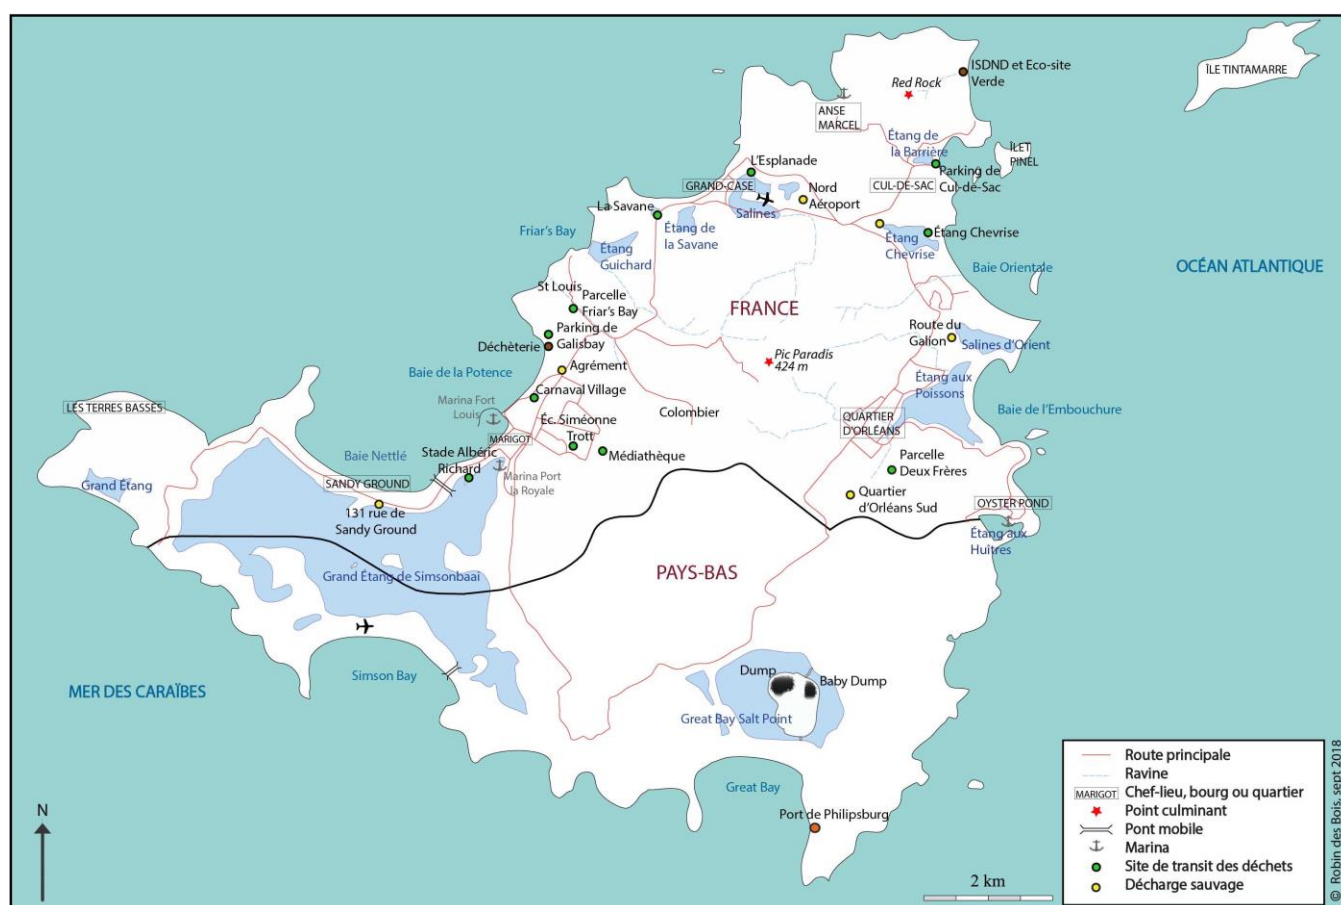 ÎLE TINTAMARRE
ISDND et Eco-site
Verde
Red Rock
ANSE
MARCEL
Étang de
la Barrière
ÎLET
PINEL
L'Esplanade
Parking de
Cul-de-Sac
GRAND-CASE
CUL-DE-SAC
Nord
Aéroport
La Savane
Salines
Étang de
la Savane
Friar's Bay
Étang
Chevrise
Étang Chevrise
Étang
Guichard
Baie Orientale
OCÉAN ATLANTIQUE
St Louis
Parcelle
Friar's Bay
FRANCE
Parking de
Galisbay
Déchèterie
Route du
Galion
Salines d'Orient
Pic Paradis
424 m
Agrément
Baie de la Potence
Étang aux
Poissons
Carnaval Village
Marina Fort
Louis
LES TERRES BASSES
Colombier
Baie de l'Embouchure
Éc. Siméonne
Trott
QUARTIER
D'ORLÉANS
MARIGOT
Stade Albéric
Richard
Médiathèque
Baie Nettlé
Parcelle
Deux Frères
Marina Port
la Royale
Grand Étang
SANDY GROUND
Quartier
d'Orléans Sud
OYSTER POND
131 rue de
Sandy Ground
Étang aux
Huîtres
Grand Étang de Simsonbaai
PAYS-BAS
Simson Bay
MER DES CARAÏBES
Dump
Baby Dump
Great Bay Salt Point
Great Bay
Port de Philipsburg
N
2 km
Route principale
Ravine
MARIGOT Chef-lieu, bourg ou quartier
Point culminant
Pont mobile
Marina
Site de transit des déchets
Décharge sauvage
© Robin des Bois, sept 2018